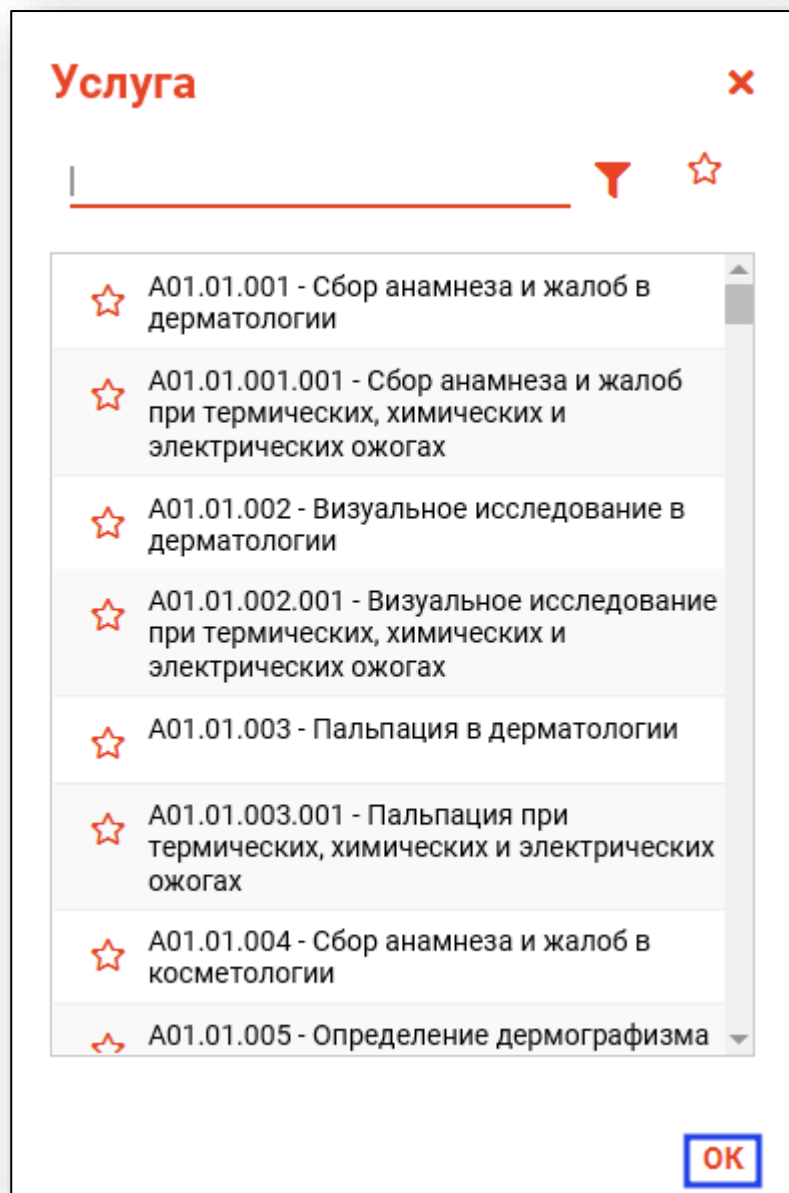 Услуга
A01.01.001 - Сбор анамнеза и жалоб в
дерматологии
A01.01.001.001 - Сбор анамнеза и жалоб
при термических, химических и
электрических ожогах
A01.01.002 - Визуальное исследование в
дерматологии
A01.01.002.001 - Визуальное исследование
при термических, химических и
электрических ожогах
A01.01.003 - Пальпация в дерматологии
A01.01.003.001 - Пальпация при
термических, химических и электрических
ожогах
A01.01.004 - Сбор анамнеза и жалоб в
косметологии
A01.01.005 - Определение дермографизма
ОК